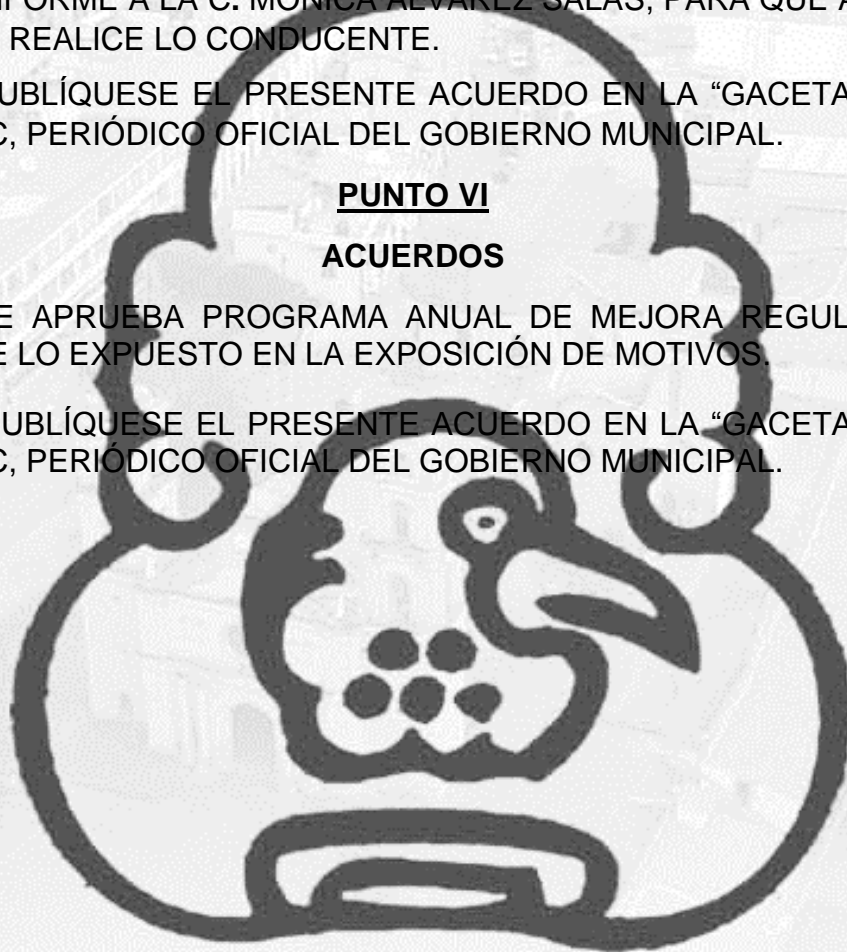 INFORME A LA C. MONICA ALVAREZ SALAS, PARA QUE A
REALICE LO CONDUCENTE.
UBLÍQUESE EL PRESENTE ACUERDO EN LA “GACETA
C, PERIÓDICO OFICIAL DEL GOBIERNO MUNICIPAL.
PUNTO VI
ACUERDOS
E APRUEBA PROGRAMA ANUAL DE MEJORA REGUL
E LO EXPUESTO EN LA EXPOSICIÓN DE MOTIVOS.
UBLÍQUESE EL PRESENTE ACUERDO EN LA “GACETA
C, PERIÓDICO OFICIAL DEL GOBIERNO MUNICIPAL.